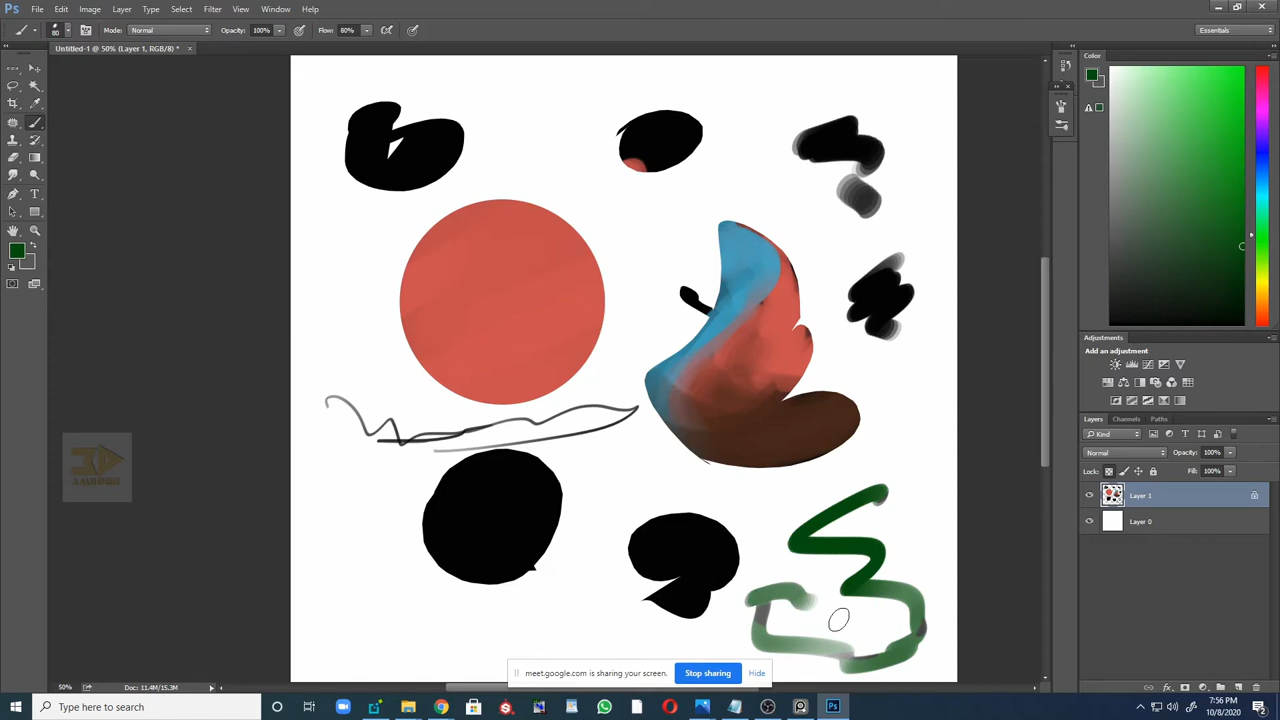 Ps File Edit Image Layer Type Select Filter 3D View Window Help
80 Mode: Normal Opacity: 100% Flow: 80% Essentials
Untitled-1 @ 50% (Layer 1, RGB/8) * ×
Color
Adjustments
Add an adjustment
Layers Channels Paths
Kind
Normal Opacity: 100%
Lock: Fill: 100%
Layer 1
Layer 0
meet.google.com is sharing your screen. Stop sharing Hide
50% Doc: 11.4M/15.3M
Type here to search
7:56 PM
10/8/2020
2